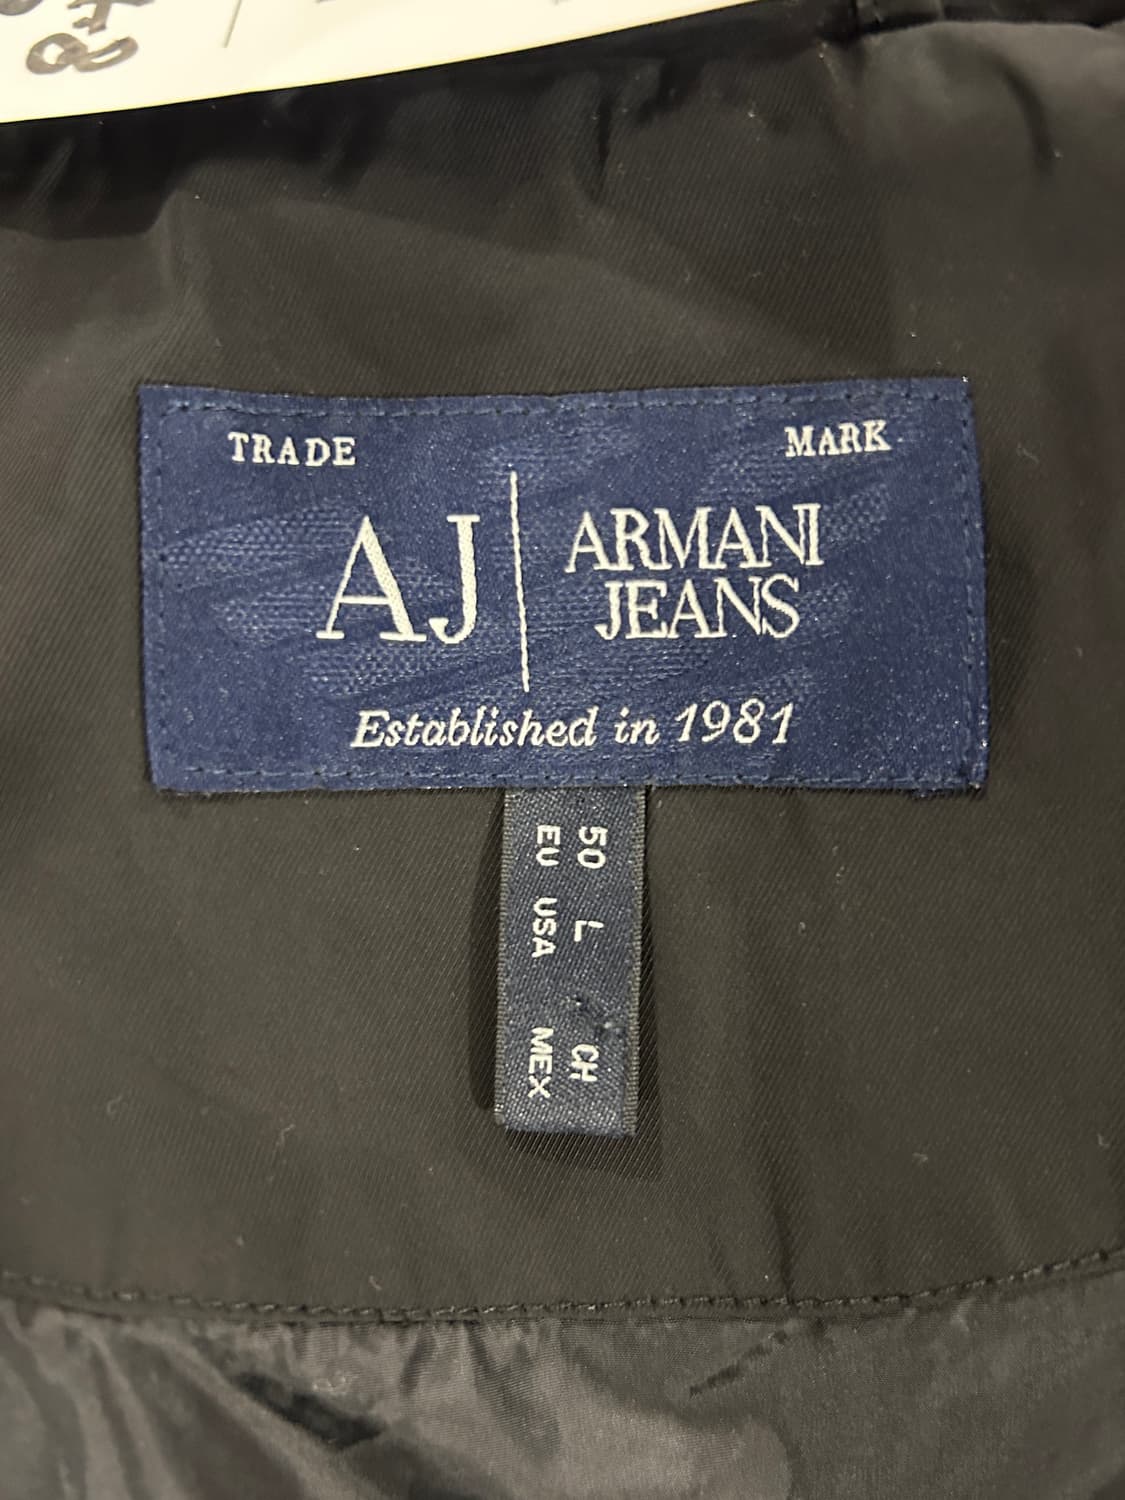 TRADE MARK
AJ ARMANI
JEANS
Established in 1981
50 L CH
EU USA MEX